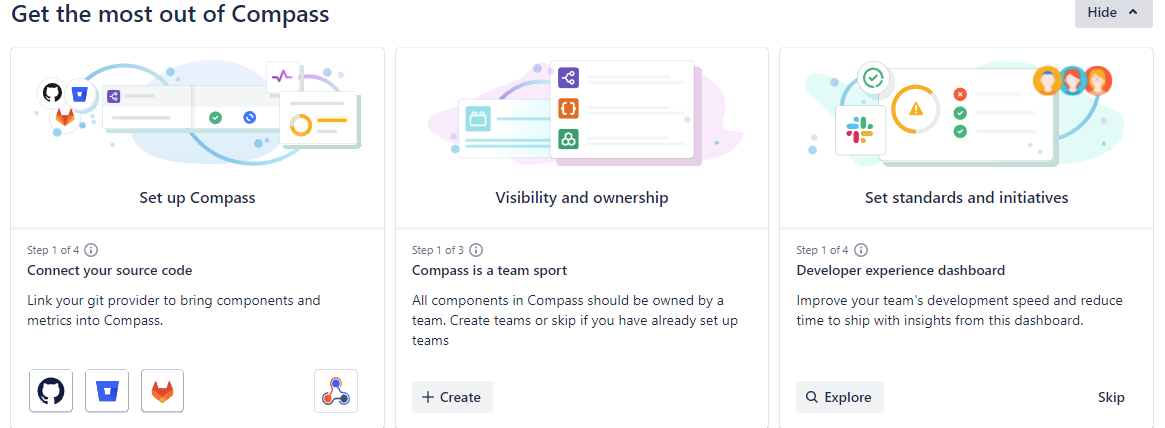 Get the most out of Compass
Hide
Set up Compass
Step 1 of 4
Connect your source code
Link your git provider to bring components and
metrics into Compass.
Visibility and ownership
Step 1 of 3
Compass is a team sport
All components in Compass should be owned by a
team. Create teams or skip if you have already set up
teams
+ Create
Set standards and initiatives
Step 1 of 4
Developer experience dashboard
Improve your team's development speed and reduce
time to ship with insights from this dashboard.
Explore
Skip